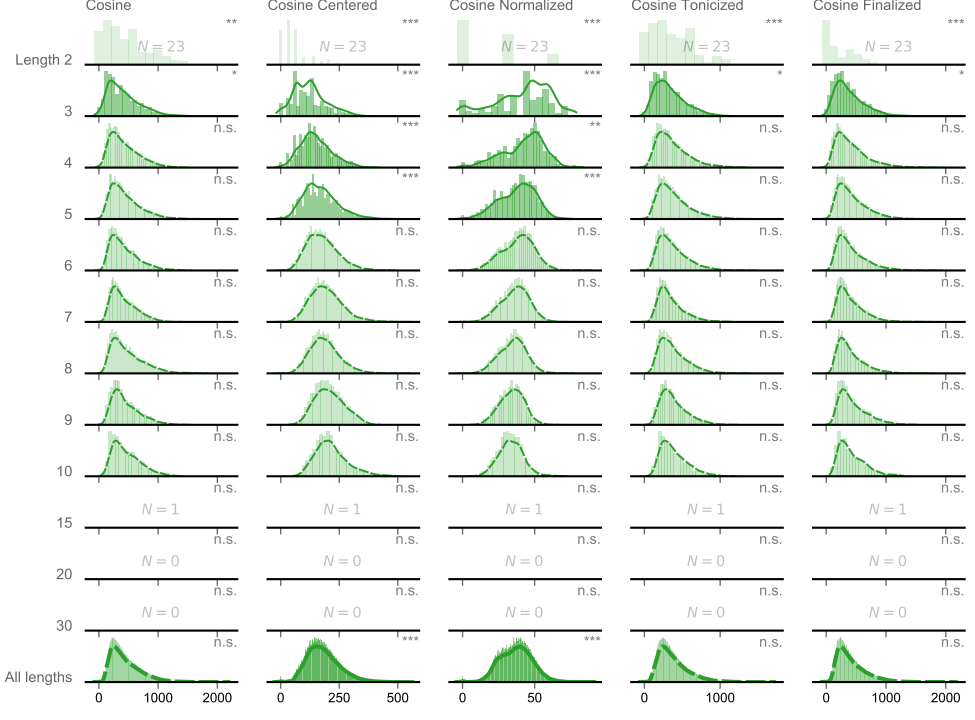 Cosine Cosine Centered Cosine Normalized Cosine Tonicized Cosine Finalized
** *** *** *** ***
Length 2 N = 23 N = 23 N = 23 N = 23 N = 23
* *** *** * *
3
n.s. *** ** n.s. n.s.
4
n.s. *** *** n.s. n.s.
5
n.s. n.s. n.s. n.s. n.s.
6
n.s. n.s. n.s. n.s. n.s.
7
n.s. n.s. n.s. n.s. n.s.
8
n.s. n.s. n.s. n.s. n.s.
9
n.s. n.s. n.s. n.s. n.s.
10
n.s. n.s. n.s. n.s. n.s.
15 N = 1 N = 1 N = 1 N = 1 N = 1
n.s. n.s. n.s. n.s. n.s.
20 N = 0 N = 0 N = 0 N = 0 N = 0
n.s. n.s. n.s. n.s. n.s.
30 N = 0 N = 0 N = 0 N = 0 N = 0
n.s. *** *** n.s. n.s.
All lengths
0 1000 2000 0 250 500 0 50 0 1000 0 1000 2000